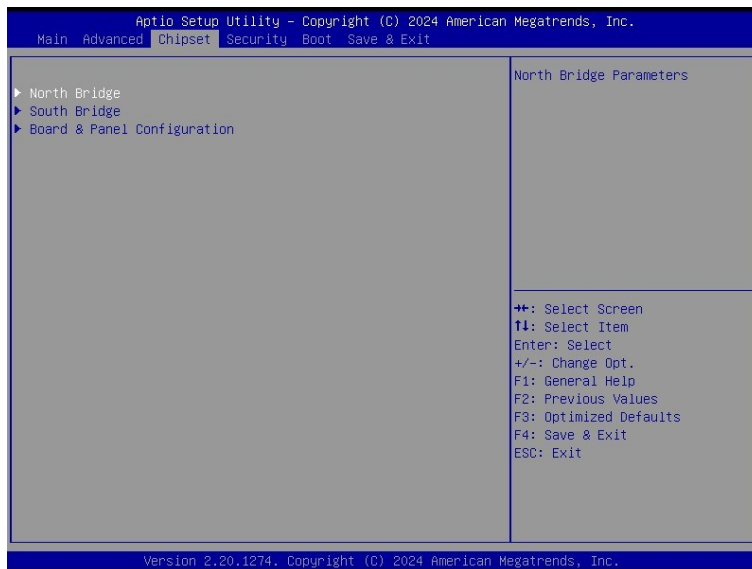 Aptio Setup Utility – Copyright (C) 2024 American Megatrends, Inc.
Main Advanced Chipset Security Boot Save & Exit
North Bridge
South Bridge
Board & Panel Configuration
North Bridge Parameters
→←: Select Screen
↑↓: Select Item
Enter: Select
+/-: Change Opt.
F1: General Help
F2: Previous Values
F3: Optimized Defaults
F4: Save & Exit
ESC: Exit
Version 2.20.1274. Copyright (C) 2024 American Megatrends, Inc.